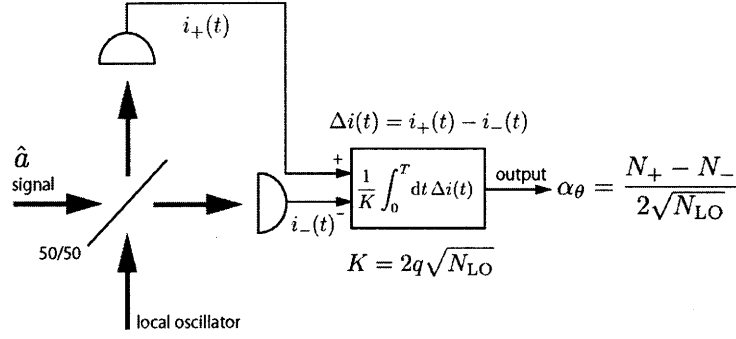 i₊(t)
Δi(t) = i₊(t) − i₋(t)
â
signal
+
1/K ∫₀ᵀ dt Δi(t)
output
α_θ = (N₊ − N₋) / (2√N_LO)
i₋(t)
-
50/50
K = 2q√N_LO
local oscillator